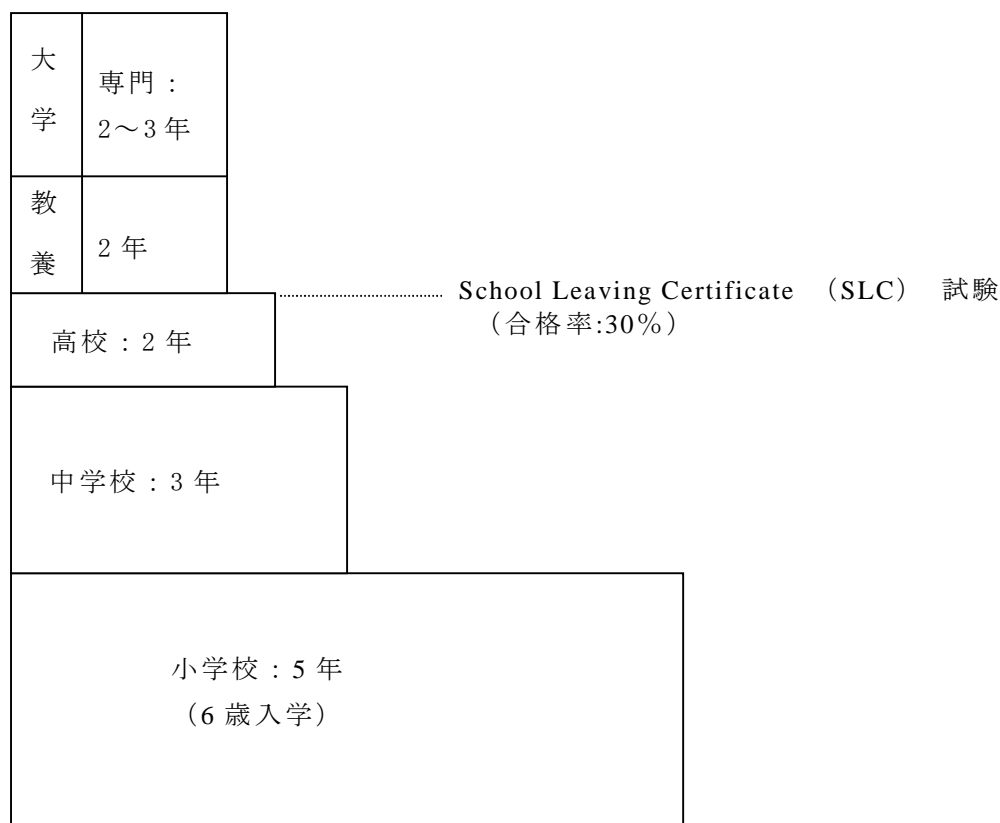 大学
専門：
2～3 年
教養
2 年
School Leaving Certificate （SLC） 試験
（合格率:30％）
高校：2 年
中学校：3 年
小学校：5 年
（6 歳入学）